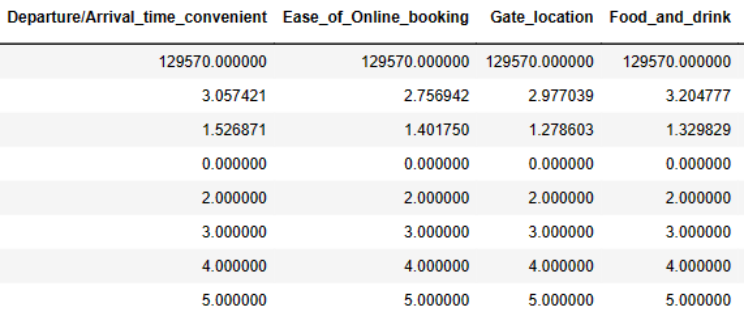 Departure/Arrival_time_convenient Ease_of_Online_booking Gate_location Food_and_drink
129570.000000 129570.000000 129570.000000 129570.000000
3.057421 2.756942 2.977039 3.204777
1.526871 1.401750 1.278603 1.329829
0.000000 0.000000 0.000000 0.000000
2.000000 2.000000 2.000000 2.000000
3.000000 3.000000 3.000000 3.000000
4.000000 4.000000 4.000000 4.000000
5.000000 5.000000 5.000000 5.000000